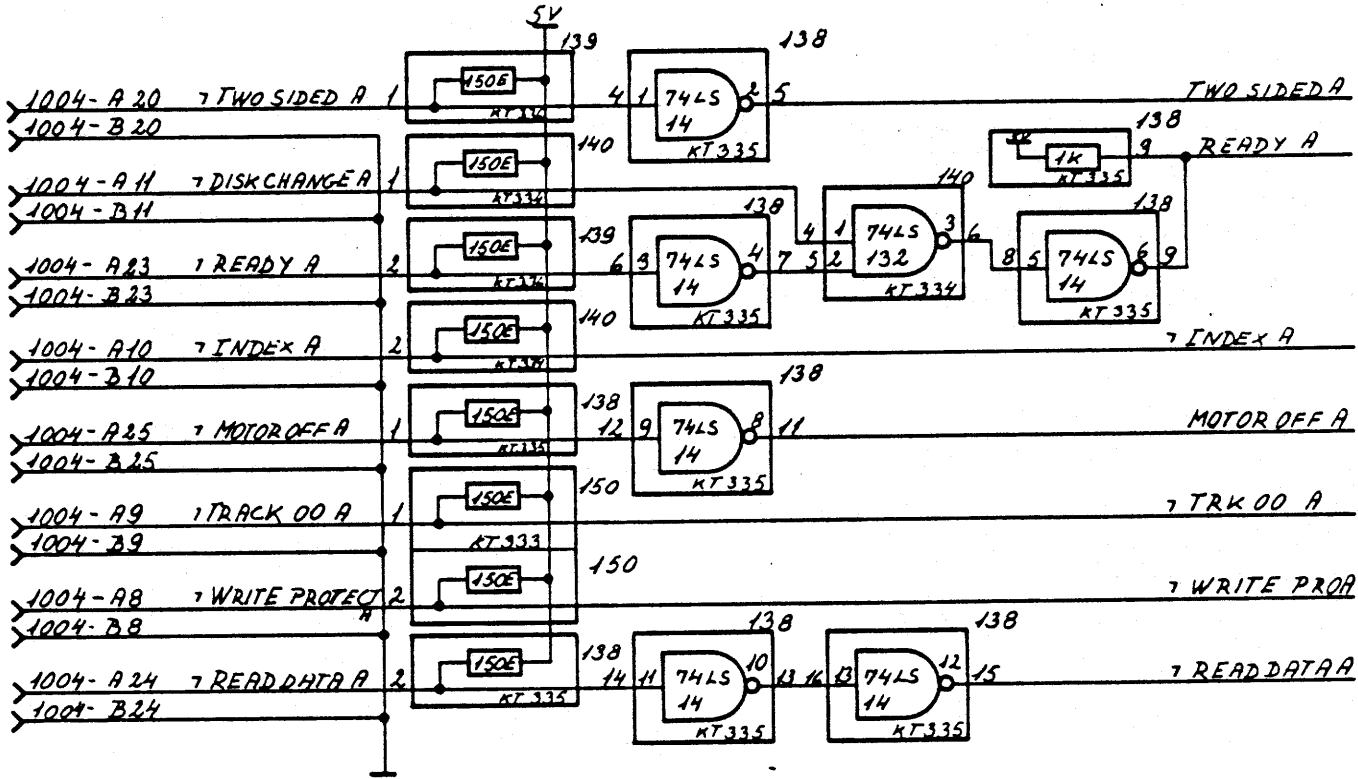 5V
139
138
150E
1004-A20 ¬TWO SIDED A 1
4 1 74LS 2 5
14
KT335
TWO SIDED A
1004-B20
140
150E
1004-A11 ¬DISKCHANGE A 1
KT334
1004-B11
138
5V
1K 9
KT335
READY A
139
150E
1004-A23 ¬READY A 2
138
6 3 74LS 4 7
14
KT335
140
4 1 74LS 3 6
5 2 132
KT334
138
8 5 74LS 6 9
14
KT335
1004-B23
140
150E
1004-A10 ¬INDEX A 2
KT334
¬INDEX A
1004-B10
138
150E
1004-A25 ¬MOTOR OFF A 1
KT335
138
12 9 74LS 8 11
14
KT335
MOTOR OFF A
1004-B25
150
150E
1004-A9 ¬TRACK 00 A 1
KT333
¬TRK 00 A
1004-B9
150
150E
1004-A8 ¬WRITE PROTECT A 2
¬WRITE PROA
1004-B8
138
150E
1004-A24 ¬READ DATA A 2
KT335
138
14 11 74LS 10 13
14
KT335
138
16 13 74LS 12 15
14
KT335
¬READ DATA A
1004-B24